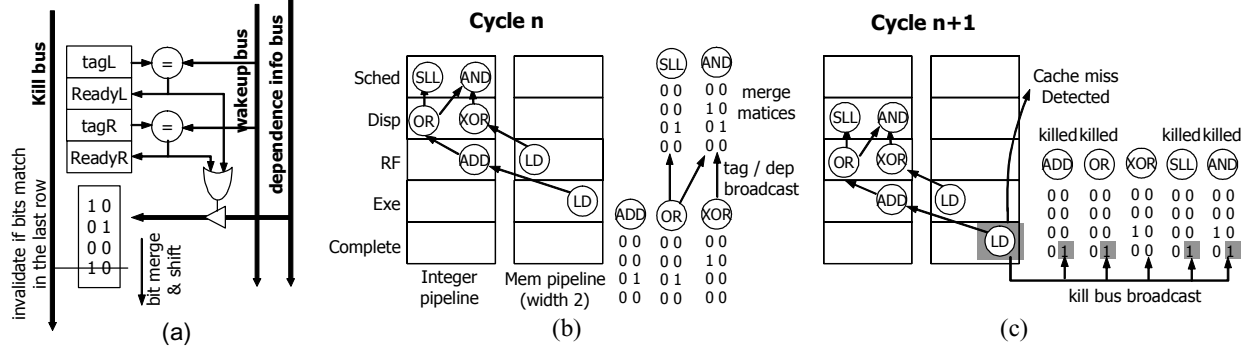 Kill bus
tagL
ReadyL
tagR
ReadyR
=
=
wakeup bus
dependence info bus
invalidate if bits match
in the last row
1 0
0 1
0 0
1 0
bit merge
& shift
(a)
Cycle n
Sched
Disp
RF
Exe
Complete
SLL
AND
OR
XOR
ADD
LD
LD
Integer
pipeline
Mem pipeline
(width 2)
SLL
AND
0 0
0 0
0 1
0 0
0 0
1 0
0 1
0 0
merge
matices
tag / dep
broadcast
ADD
OR
XOR
0 0
0 0
0 1
0 0
0 0
0 0
0 1
0 0
0 0
1 0
0 0
0 0
(b)
Cycle n+1
SLL
AND
OR
XOR
ADD
LD
LD
Cache miss
Detected
killed
killed
killed
killed
ADD
OR
XOR
SLL
AND
0 0
0 0
0 0
0 1
0 0
0 0
0 0
0 1
0 0
0 0
1 0
0 0
0 0
0 0
0 0
0 1
0 0
0 0
1 0
0 1
kill bus broadcast
(c)